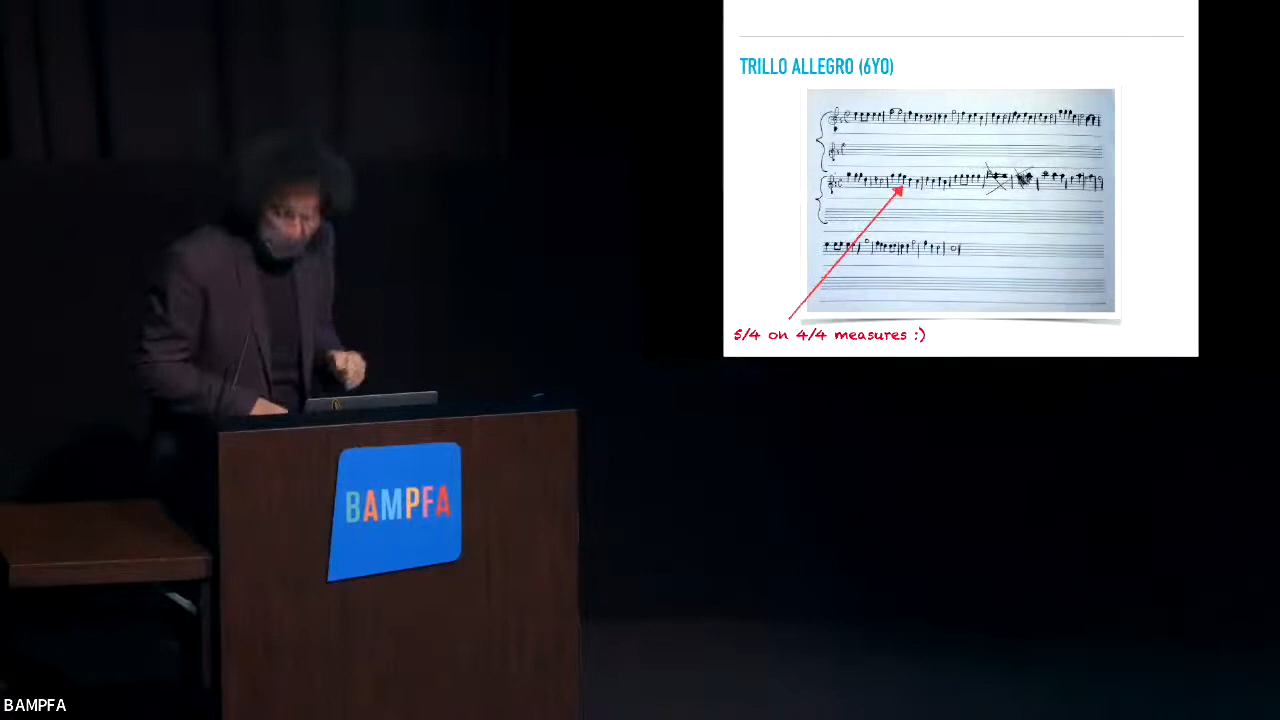 TRILLO ALLEGRO (6YO)
5/4 on 4/4 measures :)
BAMPFA
BAMPFA